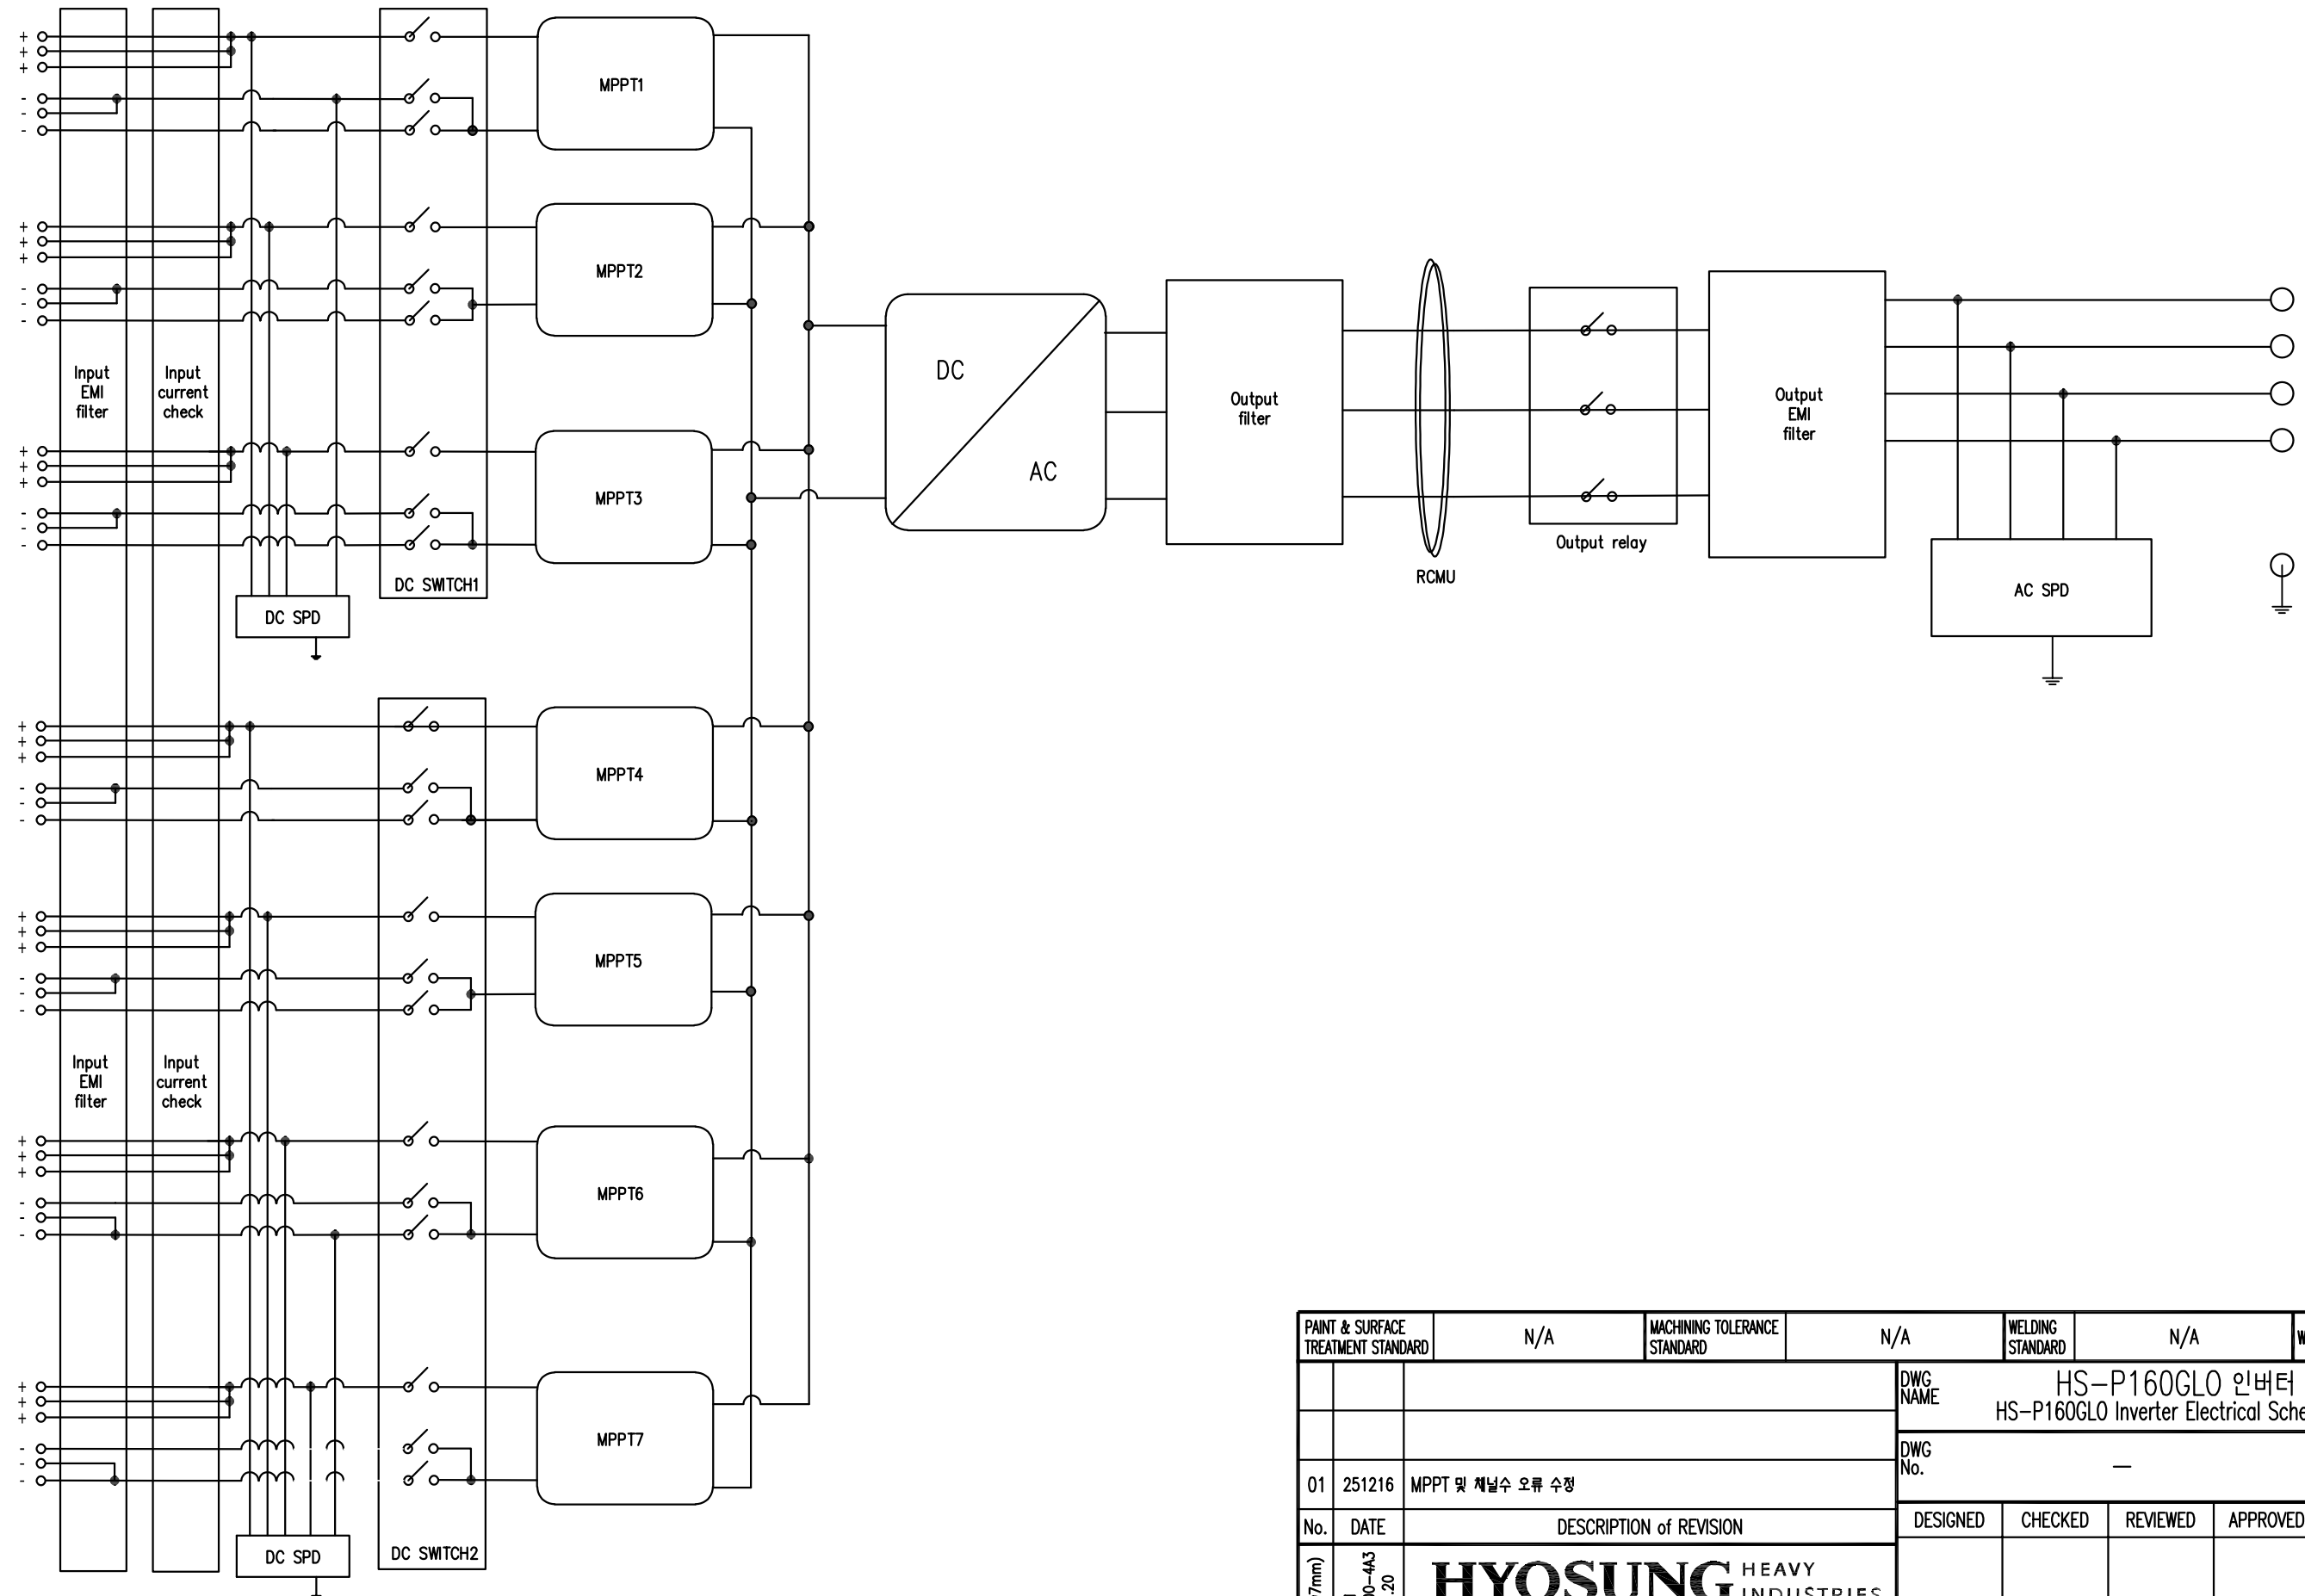 +
+
+
-
-
-
MPPT1
+
+
+
-
-
-
MPPT2
Input
EMI
filter
Input
current
check
+
+
+
-
-
-
MPPT3
DC SWITCH1
DC SPD
DC
AC
Output
filter
RCMU
Output relay
Output
EMI
filter
AC SPD
+
+
+
-
-
-
MPPT4
+
+
+
-
-
-
MPPT5
Input
EMI
filter
Input
current
check
+
+
+
-
-
-
MPPT6
+
+
+
-
-
-
MPPT7
DC SPD
DC SWITCH2
PAINT & SURFACE
TREATMENT STANDARD
N/A
MACHINING TOLERANCE
STANDARD
N/A
WELDING
STANDARD
N/A
DWG
NAME
HS-P160GLO 인버터
HS-P160GLO Inverter Electrical
DWG
No.
—
01 251216 MPPT 및 채널수 오류 수정
No. DATE DESCRIPTION of REVISION
DESIGNED CHECKED REVIEWED APPROVED
HYOSUNG HEAVY
INDUSTRIES